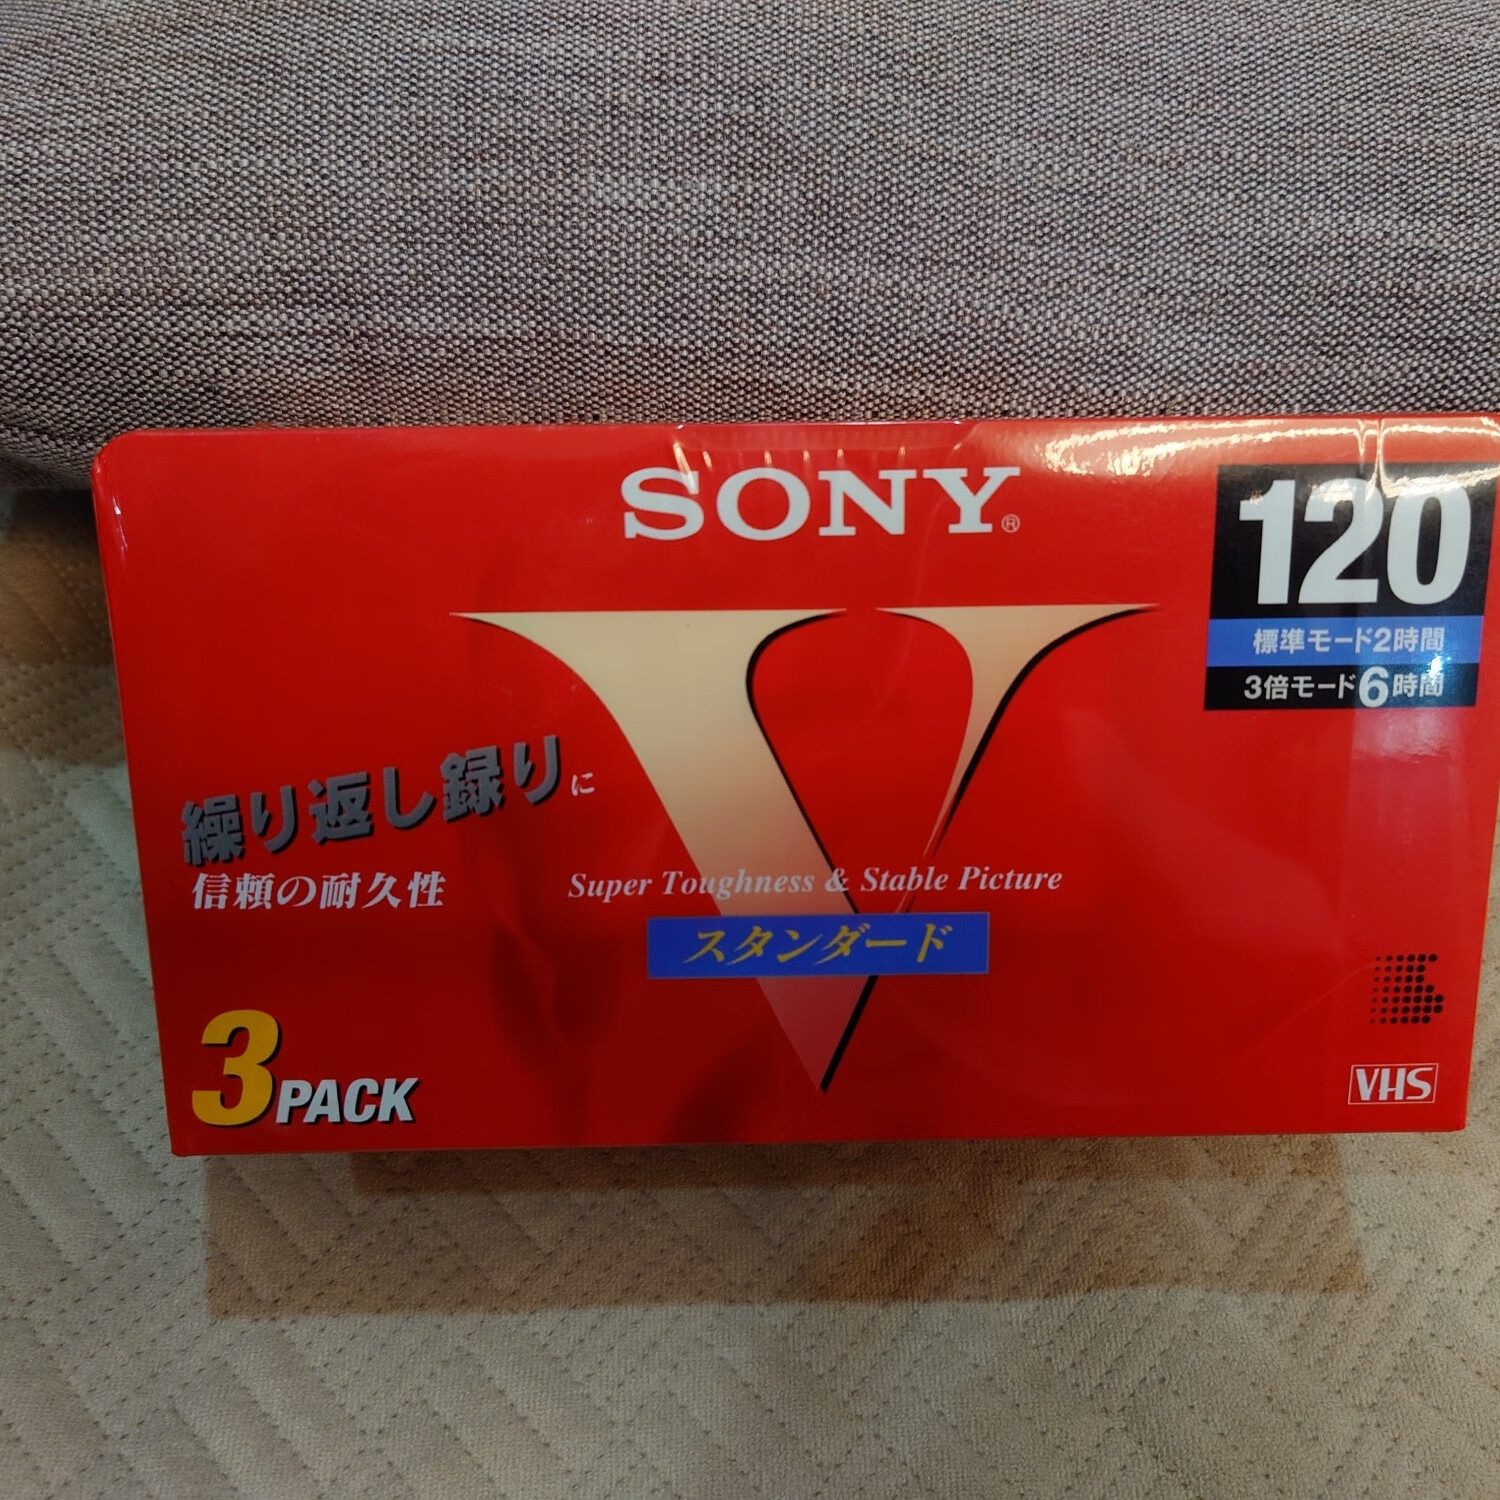 SONY®
120
標準モード2時間
3倍モード6時間
繰り返し録りに
信頼の耐久性
Super Toughness & Stable Picture
スタンダード
3PACK
VHS